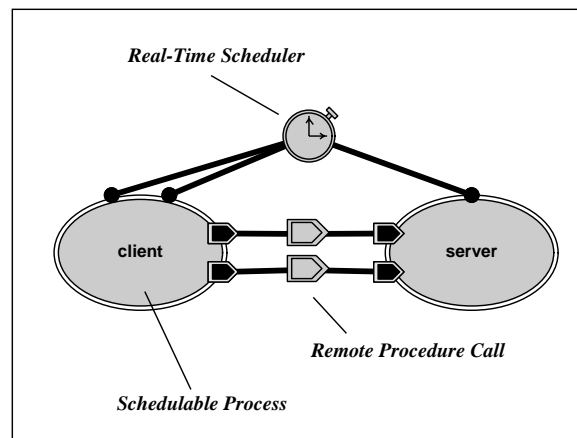 Real-Time Scheduler
client
server
Remote Procedure Call
Schedulable Process